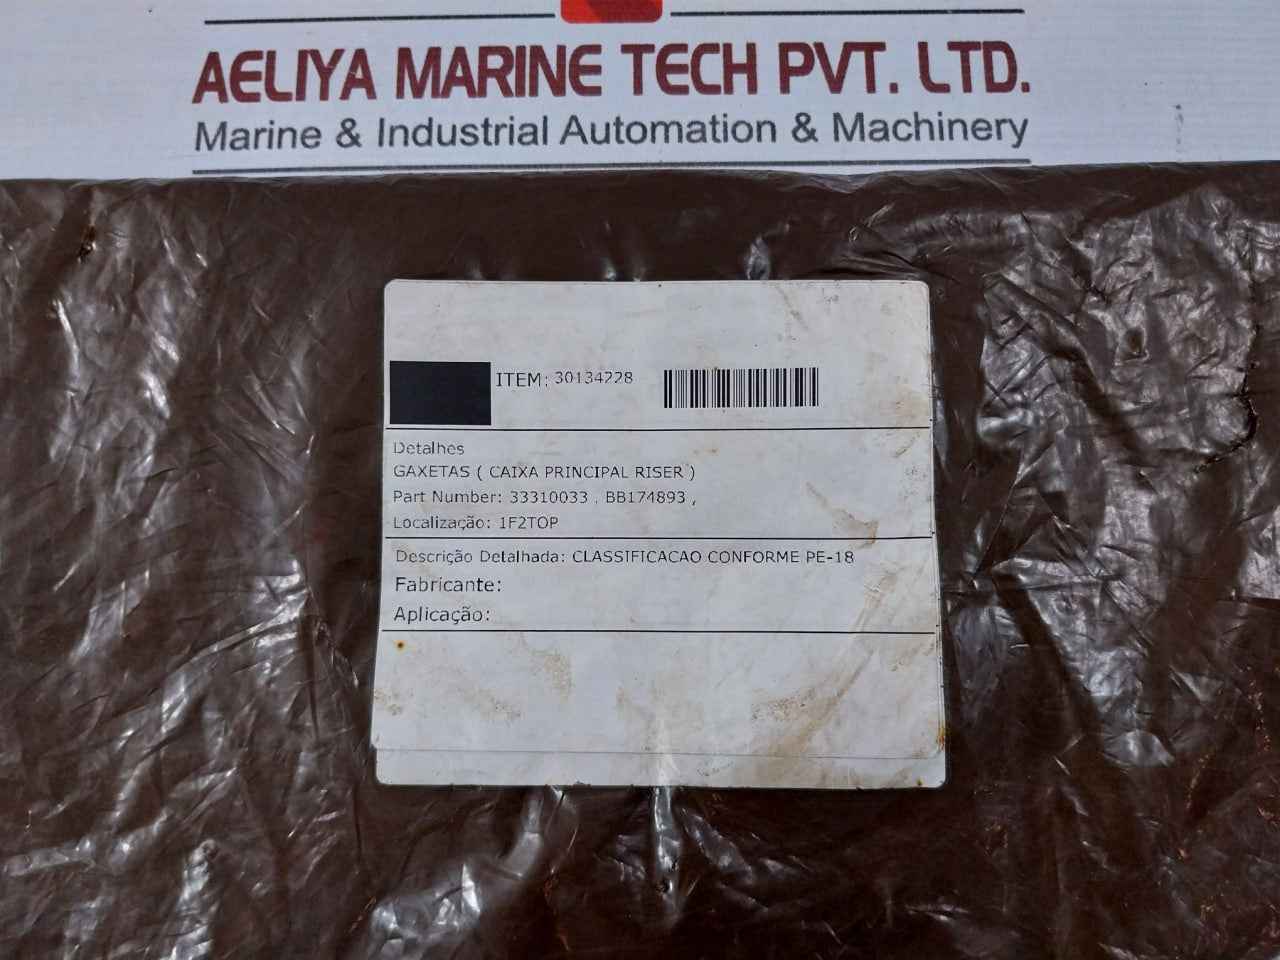 AELIYA MARINE TECH PVT. LTD.
Marine & Industrial Automation & Machinery
ITEM: 30134228
Detalhes
GAXETAS ( CAIXA PRINCIPAL RISER )
Part Number: 33310033 , BB174893 ,
Localização: 1F2TOP
Descrição Detalhada: CLASSIFICACAO CONFORME PE-18
Fabricante:
Aplicação: